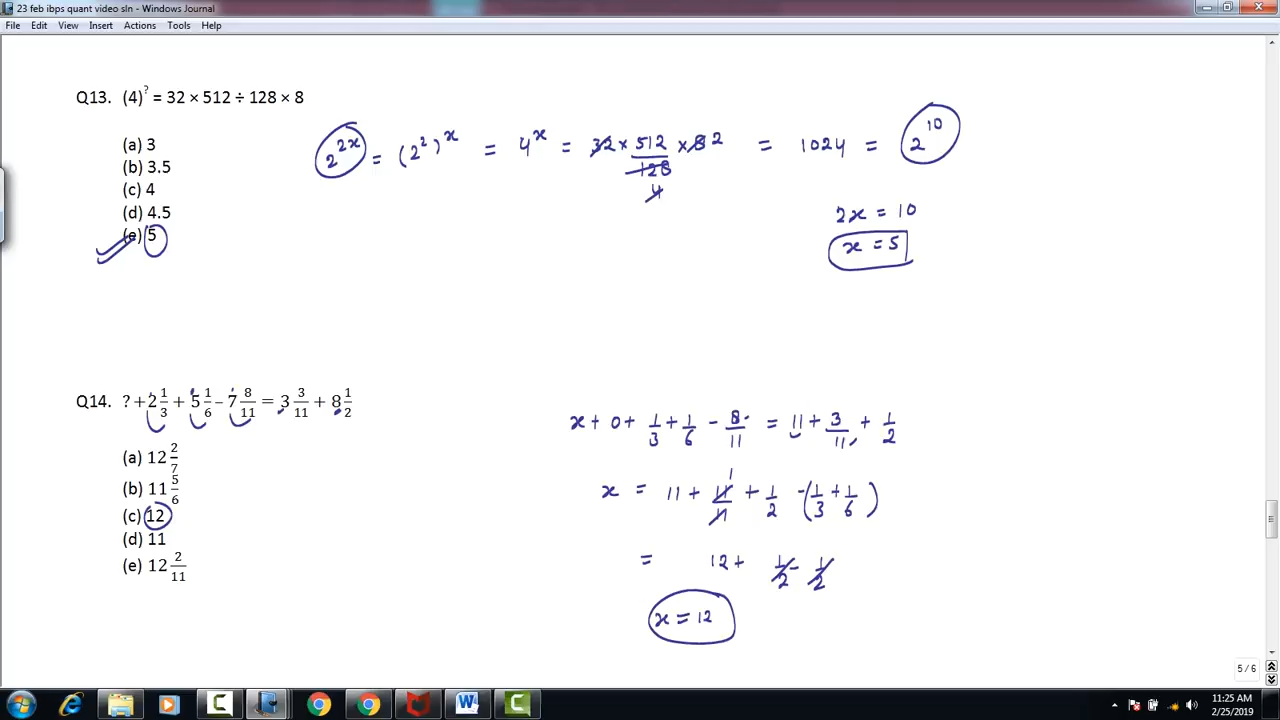 23 feb ibps quant video sln - Windows Journal
File Edit View Insert Actions Tools Help
Q13. (4)^? = 32 × 512 ÷ 128 × 8
(a) 3
(b) 3.5
(c) 4
(d) 4.5
(e) 5
2^2x = (2^2)^x = 4^x = 32 × 512/128 × 8 2 = 1024 = 2^10
4
2x = 10
x = 5
Q14. ? + 2 1/3 + 5 1/6 – 7 8/11 = 3 3/11 + 8 1/2
(a) 12 2/7
(b) 11 5/6
(c) 12
(d) 11
(e) 12 2/11
x + 0 + 1/3 + 1/6 - 8/11 = 11 + 3/11 + 1/2
x = 11 + 11/11 1 + 1/2 - (1/3 + 1/6)
= 12 + 1/2 - 1/2
x = 12
5 / 6
11:25 AM
2/25/2019